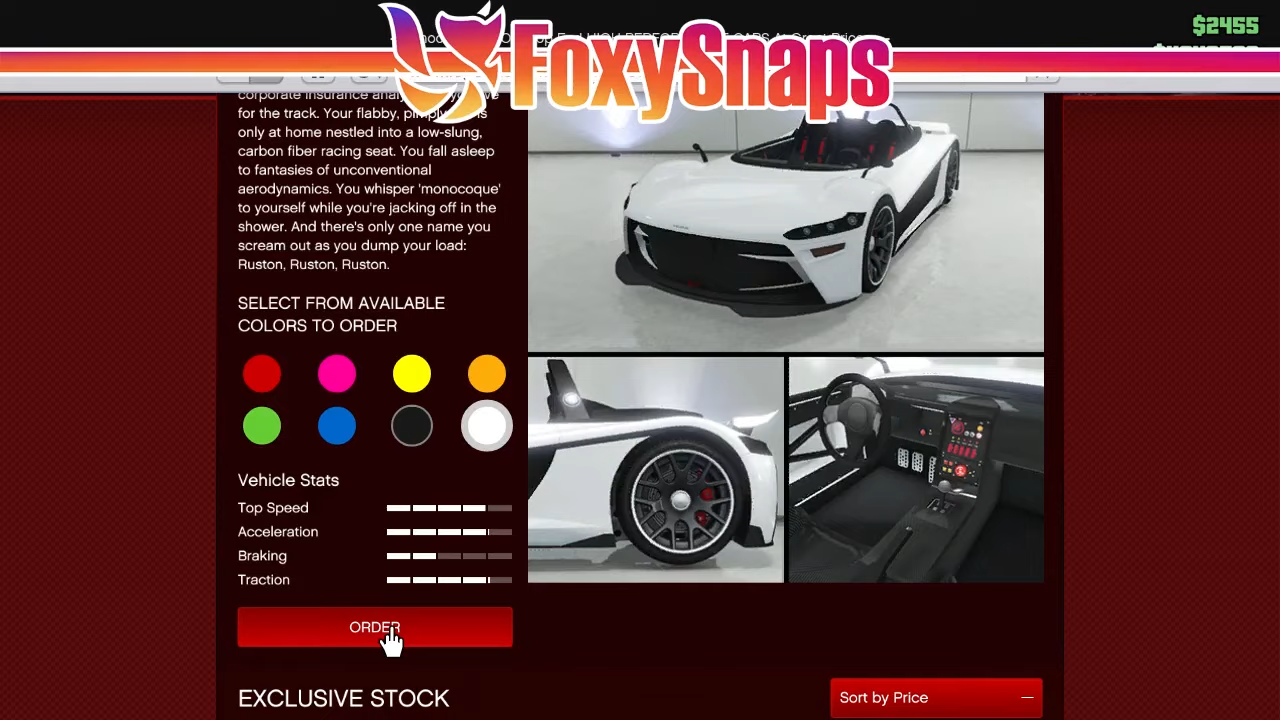 $2455
FoxySnaps
corporate insurance
for the track. Your flabby,
only at home nestled into a low-slung,
carbon fiber racing seat. You fall asleep
to fantasies of unconventional
aerodynamics. You whisper 'monocoque'
to yourself while you're jacking off in the
shower. And there's only one name you
scream out as you dump your load:
Ruston, Ruston, Ruston.
SELECT FROM AVAILABLE
COLORS TO ORDER
Vehicle Stats
Top Speed
Acceleration
Braking
Traction
ORDER
EXCLUSIVE STOCK
Sort by Price